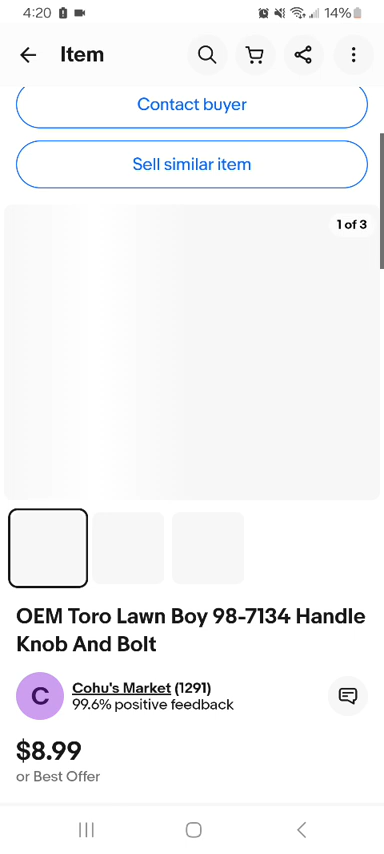 4:20
14%
Item
Contact buyer
Sell similar item
1 of 3
OEM Toro Lawn Boy 98-7134 Handle
Knob And Bolt
C
Cohu's Market (1291)
99.6% positive feedback
$8.99
or Best Offer